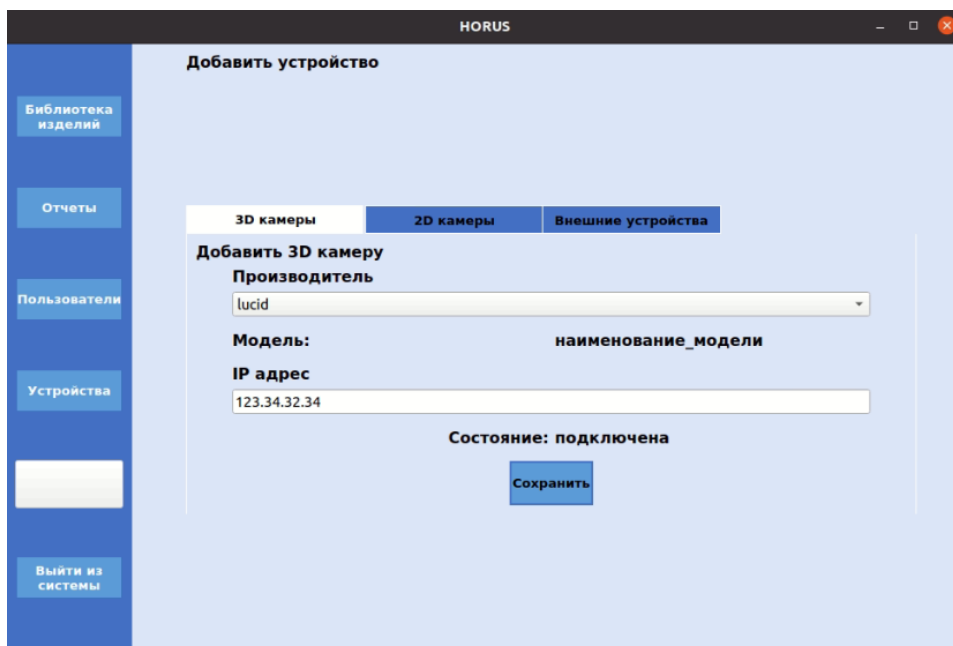 HORUS
Добавить устройство
Библиотека
изделий
Отчеты
Пользователи
Устройства
Выйти из
системы
3D камеры
2D камеры
Внешние устройства
Добавить 3D камеру
Производитель
lucid
Модель: наименование_модели
IP адрес
123.34.32.34
Состояние: подключена
Сохранить